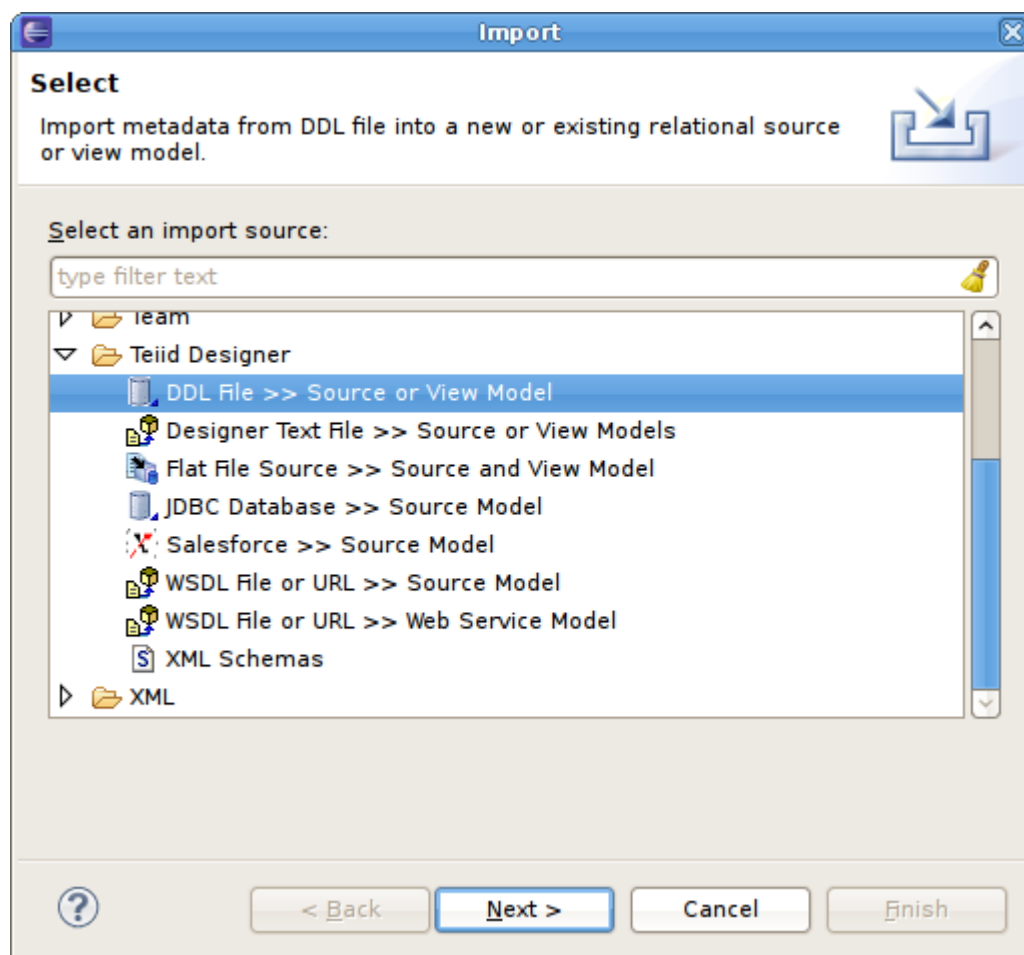 Import
Select
Import metadata from DDL file into a new or existing relational source
or view model.
Select an import source:
type filter text
Team
Teiid Designer
DDL File >> Source or View Model
Designer Text File >> Source or View Models
Flat File Source >> Source and View Model
JDBC Database >> Source Model
Salesforce >> Source Model
WSDL File or URL >> Source Model
WSDL File or URL >> Web Service Model
XML Schemas
XML
< Back Next > Cancel Finish